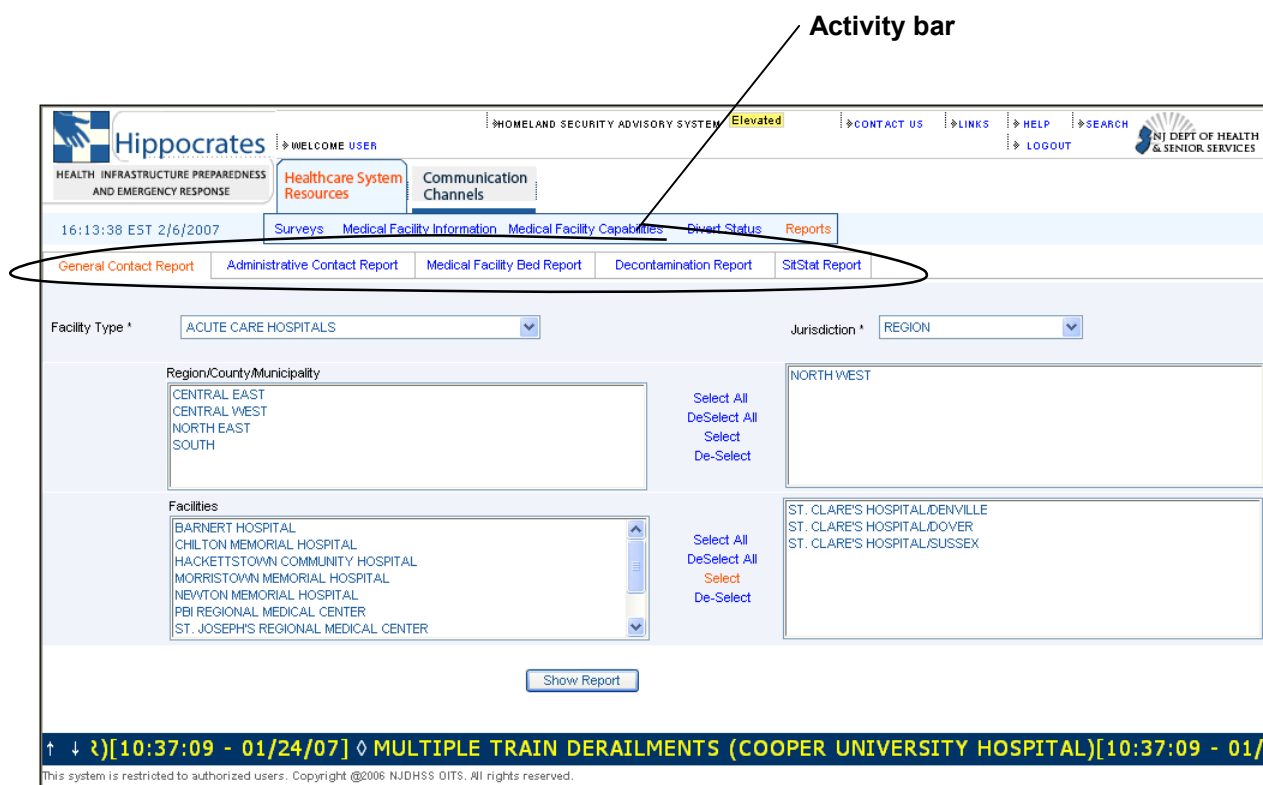 Activity bar
HOMELAND SECURITY ADVISORY SYSTEM Elevated
CONTACT US
LINKS
HELP
SEARCH
Hippocrates
WELCOME USER
LOGOUT
NJ DEPT OF HEALTH
& SENIOR SERVICES
HEALTH INFRASTRUCTURE PREPAREDNESS
AND EMERGENCY RESPONSE
Healthcare System
Resources
Communication
Channels
16:13:38 EST 2/6/2007
Surveys Medical Facility Information Medical Facility Capabilities Divert Status Reports
General Contact Report Administrative Contact Report Medical Facility Bed Report Decontamination Report SitStat Report
Facility Type * ACUTE CARE HOSPITALS
Jurisdiction * REGION
Region/County/Municipality
CENTRAL EAST
CENTRAL WEST
NORTH EAST
SOUTH
Select All
DeSelect All
Select
De-Select
NORTH WEST
Facilities
BARNERT HOSPITAL
CHILTON MEMORIAL HOSPITAL
HACKETTSTOWN COMMUNITY HOSPITAL
MORRISTOWN MEMORIAL HOSPITAL
NEWTON MEMORIAL HOSPITAL
PBI REGIONAL MEDICAL CENTER
ST. JOSEPH'S REGIONAL MEDICAL CENTER
Select All
DeSelect All
Select
De-Select
ST. CLARE'S HOSPITAL/DENVILLE
ST. CLARE'S HOSPITAL/DOVER
ST. CLARE'S HOSPITAL/SUSSEX
Show Report
↑ ↓ R)[10:37:09 - 01/24/07] ◊ MULTIPLE TRAIN DERAILMENTS (COOPER UNIVERSITY HOSPITAL)[10:37:09 - 01/
This system is restricted to authorized users. Copyright @2006 NJDHSS OITS. All rights reserved.